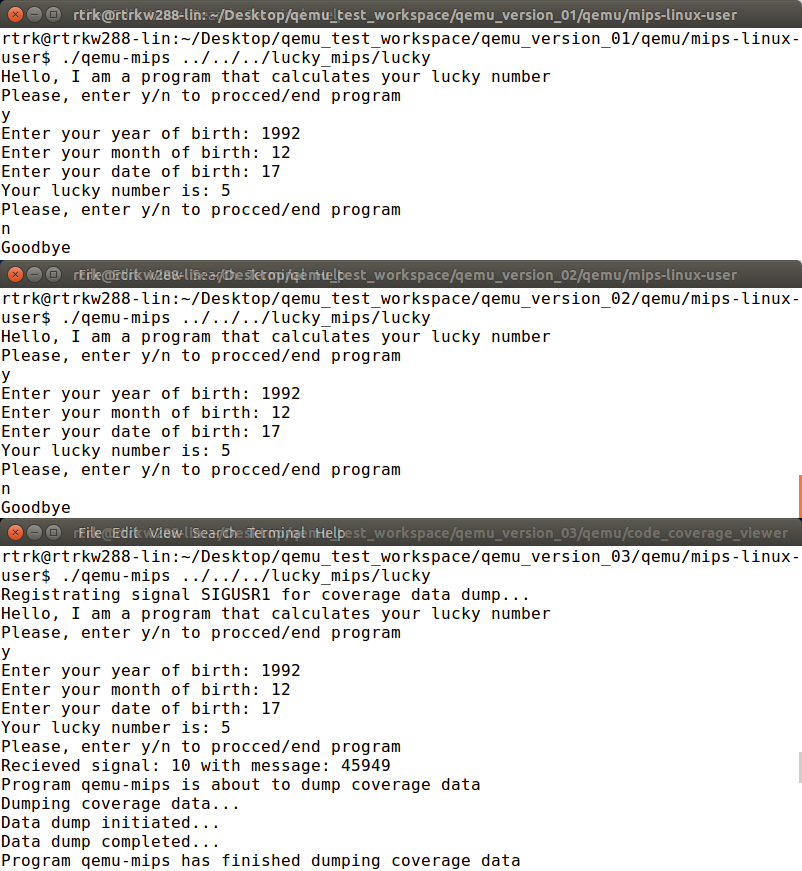 rtrk@rtrkw288-lin: ~/Desktop/qemu_test_workspace/qemu_version_01/qemu/mips-linux-user
rtrk@rtrkw288-lin:~/Desktop/qemu_test_workspace/qemu_version_01/qemu/mips-linux-
user$ ./qemu-mips ../../../lucky_mips/lucky
Hello, I am a program that calculates your lucky number
Please, enter y/n to procced/end program
y
Enter your year of birth: 1992
Enter your month of birth: 12
Enter your date of birth: 17
Your lucky number is: 5
Please, enter y/n to procced/end program
n
Goodbye
rtrk@rtrkw288-lin: ~/Desktop/qemu_test_workspace/qemu_version_02/qemu/mips-linux-user
File Edit View Search Terminal Help
rtrk@rtrkw288-lin:~/Desktop/qemu_test_workspace/qemu_version_02/qemu/mips-linux-
user$ ./qemu-mips ../../../lucky_mips/lucky
Hello, I am a program that calculates your lucky number
Please, enter y/n to procced/end program
y
Enter your year of birth: 1992
Enter your month of birth: 12
Enter your date of birth: 17
Your lucky number is: 5
Please, enter y/n to procced/end program
n
Goodbye
rtrk@rtrkw288-lin: ~/Desktop/qemu_test_workspace/qemu_version_03/qemu/code_coverage_viewer
File Edit View Search Terminal Help
rtrk@rtrkw288-lin:~/Desktop/qemu_test_workspace/qemu_version_03/qemu/mips-linux-
user$ ./qemu-mips ../../../lucky_mips/lucky
Registrating signal SIGUSR1 for coverage data dump...
Hello, I am a program that calculates your lucky number
Please, enter y/n to procced/end program
y
Enter your year of birth: 1992
Enter your month of birth: 12
Enter your date of birth: 17
Your lucky number is: 5
Please, enter y/n to procced/end program
Recieved signal: 10 with message: 45949
Program qemu-mips is about to dump coverage data
Dumping coverage data...
Data dump initiated...
Data dump completed...
Program qemu-mips has finished dumping coverage data